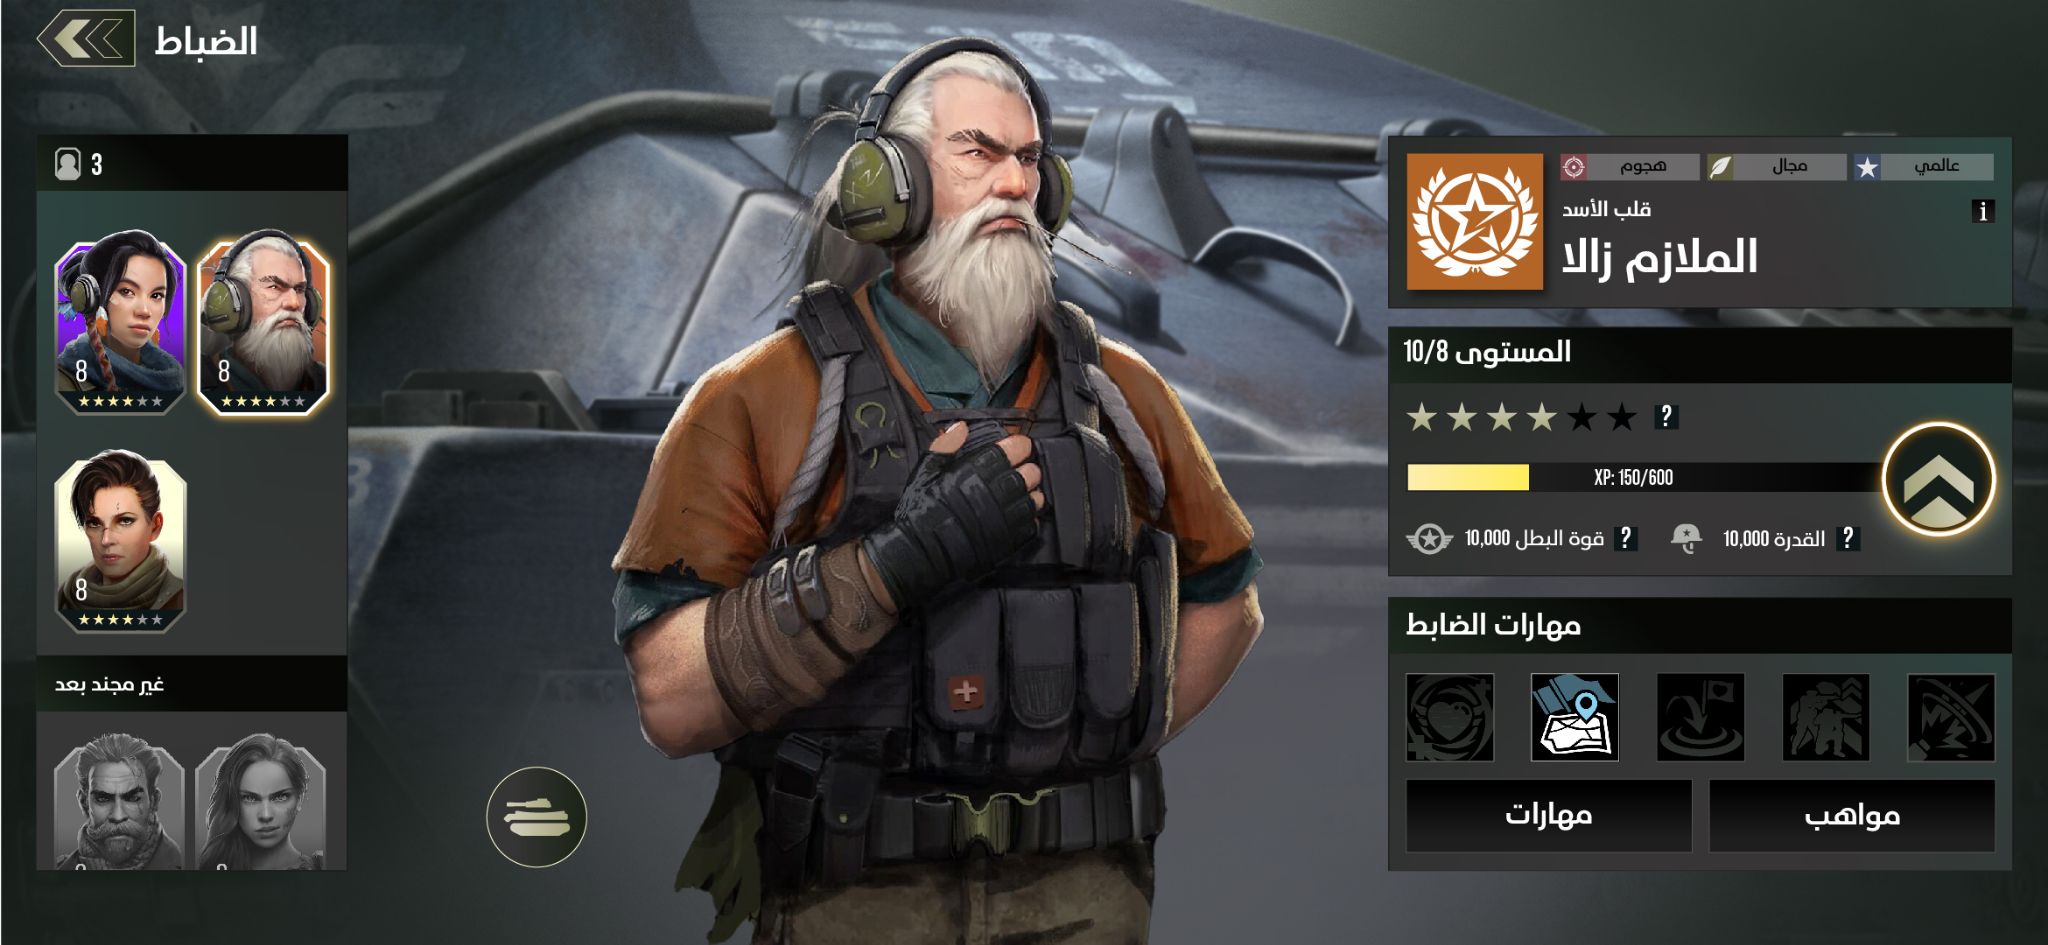 الضباط
3
8
8
8
غير مجند بعد
عالمي
مجال
هجوم
قلب الأسد
الملازم زالا
المستوى 10/8
XP: 150/600
قوة البطل 10,000 ?
القدرة 10,000 ?
مهارات الضابط
مهارات
مواهب